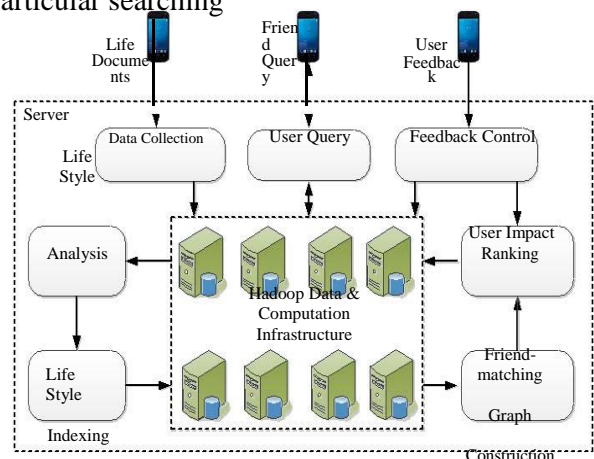 articular searching
Life
Docume
nts
Frien
d
Quer
y
User
Feedbac
k
Server
Data Collection
User Query
Feedback Control
Life
Style
Analysis
User Impact
Ranking
Hadoop Data &
Computation
Infrastructure
Life
Style
Indexing
Friend-
matching
Graph
Construction